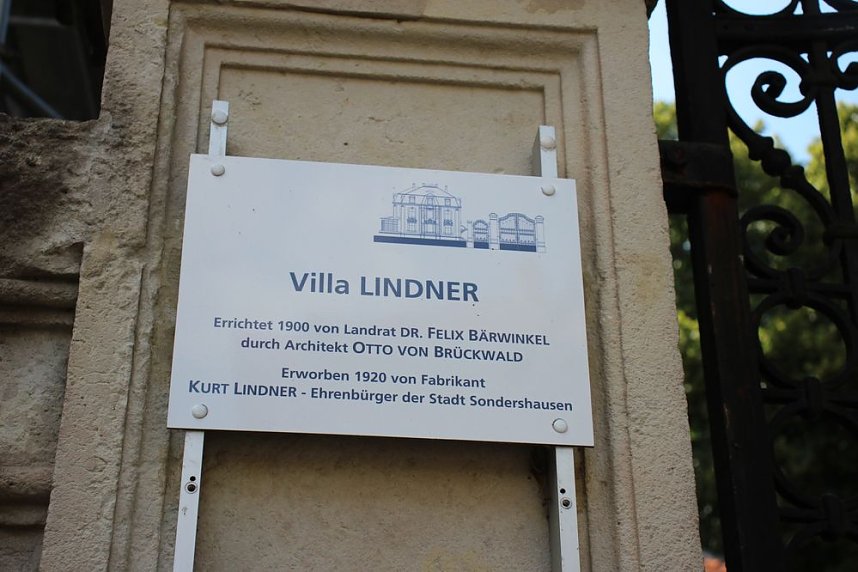 Villa LINDNER
Errichtet 1900 von Landrat DR. FELIX BÄRWINKEL
durch Architekt OTTO VON BRÜCKWALD
Erworben 1920 von Fabrikant
KURT LINDNER - Ehrenbürger der Stadt Sondershausen